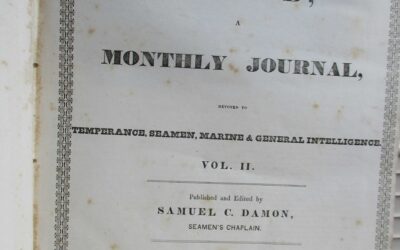 A
MONTHLY JOURNAL,
DEVOTED TO
TEMPERANCE, SEAMEN, MARINE & GENERAL INTELLIGENCE.
VOL. II.
Published and Edited by
SAMUEL C. DAMON,
SEAMEN'S CHAPLAIN.